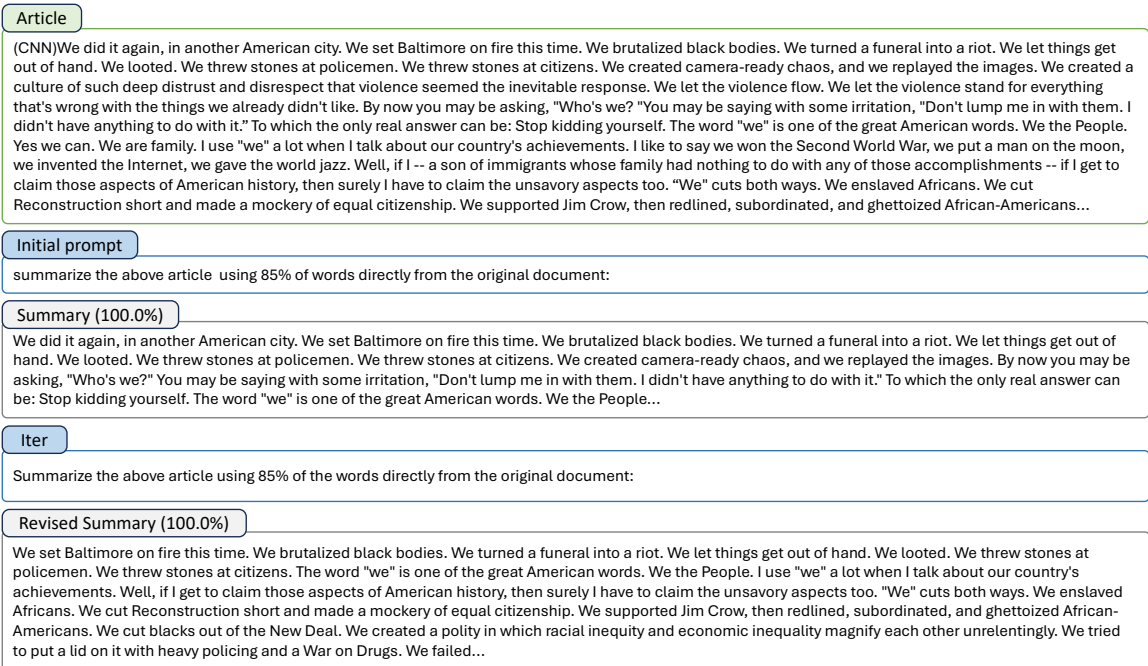 Article
(CNN)We did it again, in another American city. We set Baltimore on fire this time. We brutalized black bodies. We turned a funeral into a riot. We let things get
out of hand. We looted. We threw stones at policemen. We threw stones at citizens. We created camera-ready chaos, and we replayed the images. We created a
culture of such deep distrust and disrespect that violence seemed the inevitable response. We let the violence flow. We let the violence stand for everything
that's wrong with the things we already didn't like. By now you may be asking, "Who's we? "You may be saying with some irritation, "Don't lump me in with them. I
didn't have anything to do with it.” To which the only real answer can be: Stop kidding yourself. The word "we" is one of the great American words. We the People.
Yes we can. We are family. I use "we" a lot when I talk about our country's achievements. I like to say we won the Second World War, we put a man on the moon,
we invented the Internet, we gave the world jazz. Well, if I -- a son of immigrants whose family had nothing to do with any of those accomplishments -- if I get to
claim those aspects of American history, then surely I have to claim the unsavory aspects too. “We" cuts both ways. We enslaved Africans. We cut
Reconstruction short and made a mockery of equal citizenship. We supported Jim Crow, then redlined, subordinated, and ghettoized African-Americans...
Initial prompt
summarize the above article using 85% of words directly from the original document:
Summary (100.0%)
We did it again, in another American city. We set Baltimore on fire this time. We brutalized black bodies. We turned a funeral into a riot. We let things get out of
hand. We looted. We threw stones at policemen. We threw stones at citizens. We created camera-ready chaos, and we replayed the images. By now you may be
asking, "Who's we?" You may be saying with some irritation, "Don't lump me in with them. I didn't have anything to do with it." To which the only real answer can
be: Stop kidding yourself. The word "we" is one of the great American words. We the People...
Iter
Summarize the above article using 85% of the words directly from the original document:
Revised Summary (100.0%)
We set Baltimore on fire this time. We brutalized black bodies. We turned a funeral into a riot. We let things get out of hand. We looted. We threw stones at
policemen. We threw stones at citizens. The word "we" is one of the great American words. We the People. I use "we" a lot when I talk about our country's
achievements. Well, if I get to claim those aspects of American history, then surely I have to claim the unsavory aspects too. "We" cuts both ways. We enslaved
Africans. We cut Reconstruction short and made a mockery of equal citizenship. We supported Jim Crow, then redlined, subordinated, and ghettoized African-
Americans. We cut blacks out of the New Deal. We created a polity in which racial inequity and economic inequality magnify each other unrelentingly. We tried
to put a lid on it with heavy policing and a War on Drugs. We failed...